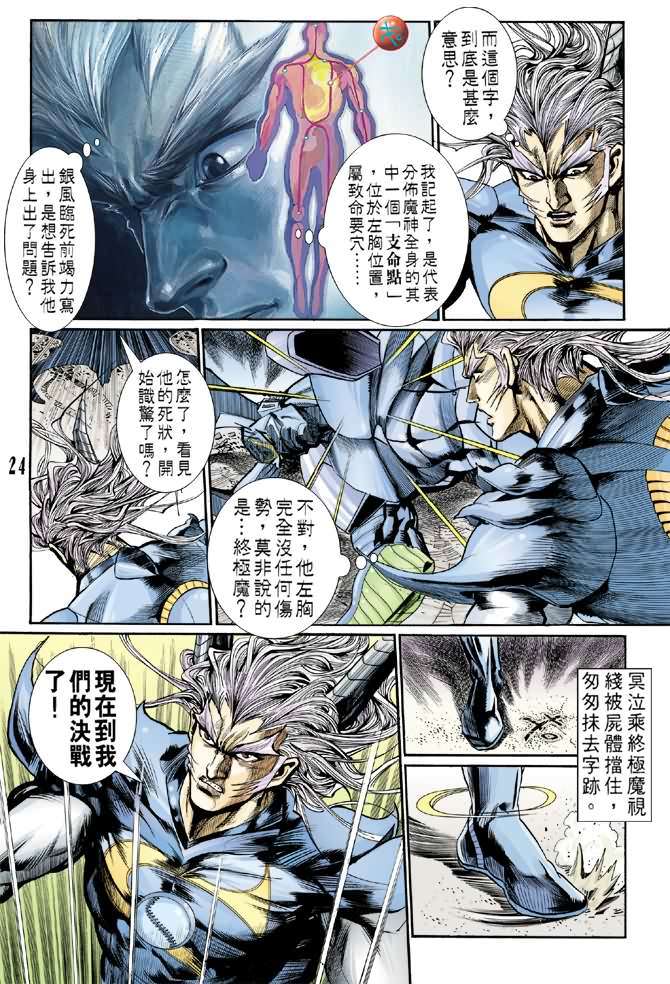 而這個字，
到底是甚麼
意思？
我記起了，是代表
分佈魔神全身的其
中一個「支命點」
，位於左胸位置，
屬致命要穴……
銀風臨死前竭力寫
出，是想告訴我他
身上出了問題？
不對，他左胸
完全沒任何傷
勢，莫非說的
是…終極魔？
怎麼了，看見
他的死狀，開
始識驚了嗎？
24
冥泣乘終極魔視
綫被屍體擋住，
匆匆抹去字跡。
現在到我
們的決戰
了！